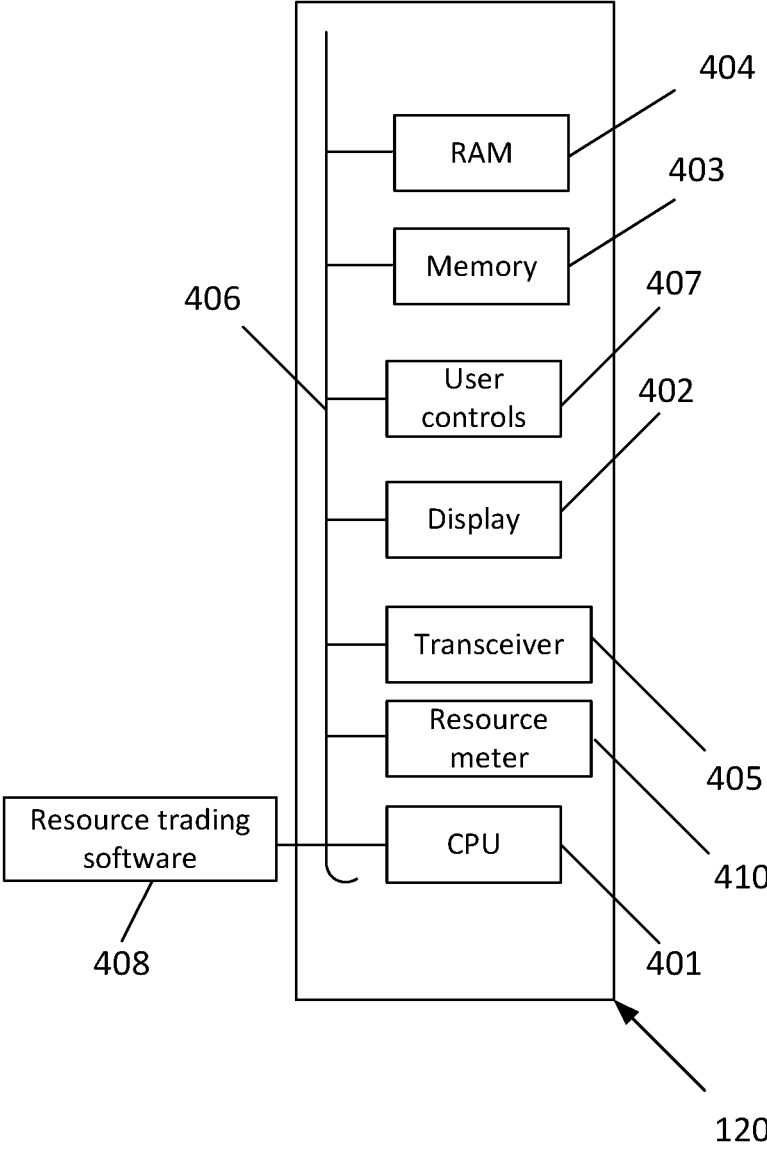 404
RAM
403
Memory
406
407
User
controls
402
Display
Transceiver
Resource
meter
405
Resource trading
software
CPU
410
408
401
120